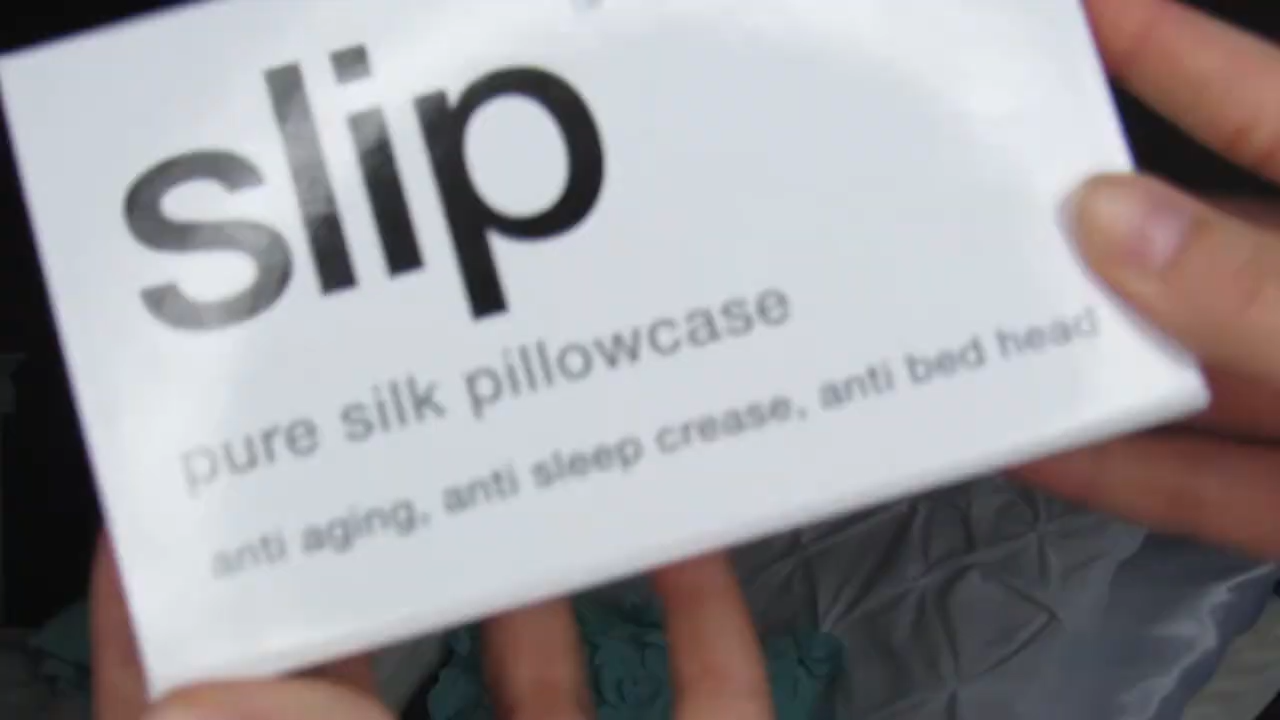 slip
pure silk pillowcase
anti aging, anti sleep crease, anti bed head